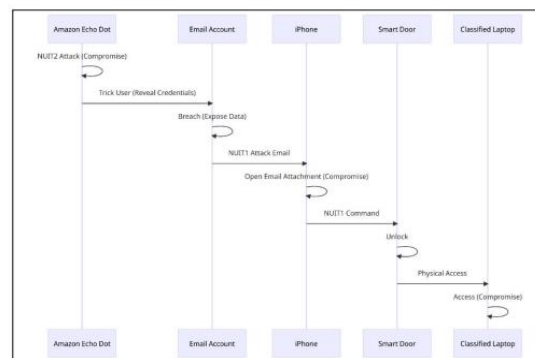 Amazon Echo Dot
Email Account
iPhone
Smart Door
Classified Laptop
NUIT2 Attack (Compromise)
Trick User (Reveal Credentials)
Breach (Expose Data)
NUIT1 Attack Email
Open Email Attachment (Compromise)
NUIT1 Command
Unlock
Physical Access
Access (Compromise)
Amazon Echo Dot
Email Account
iPhone
Smart Door
Classified Laptop